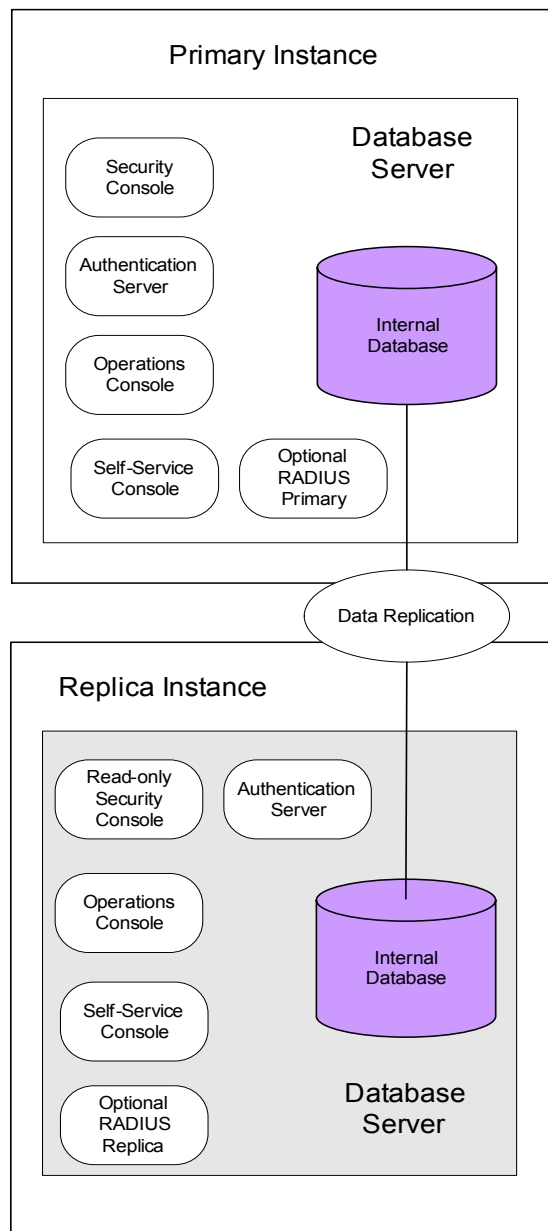 Primary Instance
Database
Server
Security
Console
Authentication
Server
Internal
Database
Operations
Console
Self-Service
Console
Optional
RADIUS
Primary
Data Replication
Replica Instance
Read-only
Security
Console
Authentication
Server
Operations
Console
Internal
Database
Self-Service
Console
Optional
RADIUS
Replica
Database
Server